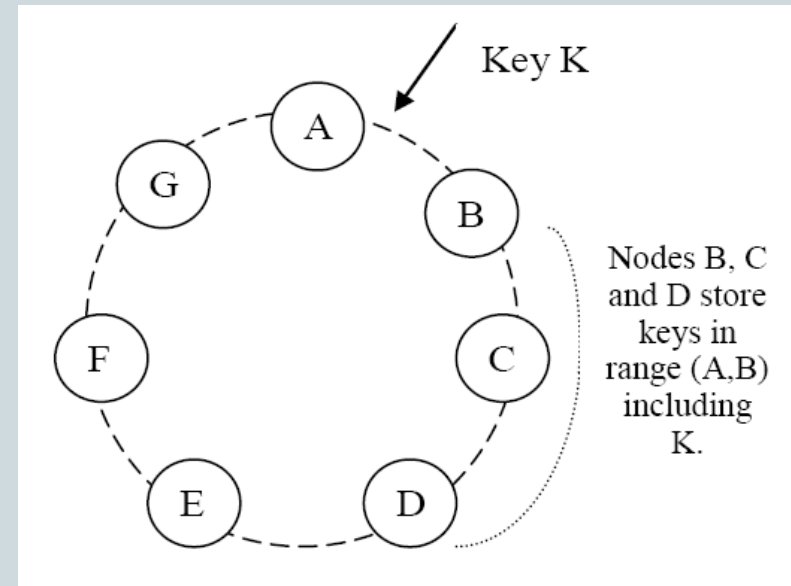 Key K
A
B
G
Nodes B, C
and D store
keys in
range (A,B)
including
K.
C
F
D
E